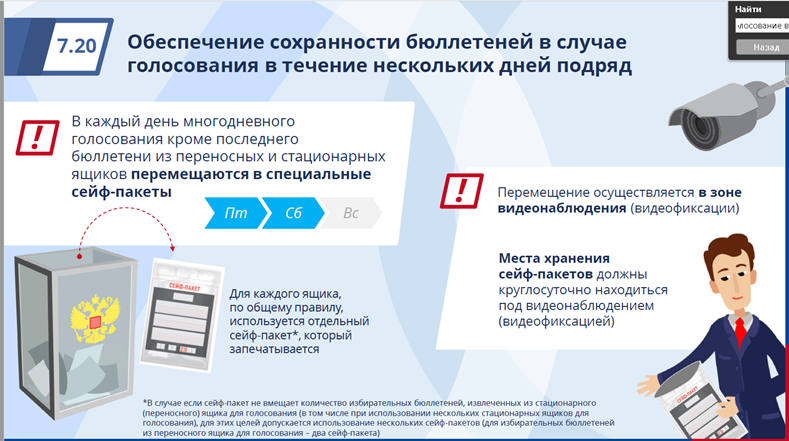 Найти
лосование в
Назад
7.20
Обеспечение сохранности бюллетеней в случае
голосования в течение нескольких дней подряд
В каждый день многодневного
голосования кроме последнего
бюллетени из переносных и стационарных
ящиков перемещаются в специальные
сейф-пакеты
Пт
Сб
Вс
Перемещение осуществляется в зоне
видеонаблюдения (видеофиксации)
Места хранения
сейф-пакетов должны
круглосуточно находиться
под видеонаблюдением
(видеофиксацией)
СЕЙФ-ПАКЕТ
Для каждого ящика,
по общему правилу,
используется отдельный
сейф-пакет*, который
запечатывается
СЕЙФ-ПАКЕТ
*В случае если сейф-пакет не вмещает количество избирательных бюллетеней, извлеченных из стационарного
(переносного) ящика для голосования (в том числе при использовании нескольких стационарных ящиков для
голосования), для этих целей допускается использование нескольких сейф-пакетов (для избирательных бюллетеней
из переносного ящика для голосования – два сейф-пакета)